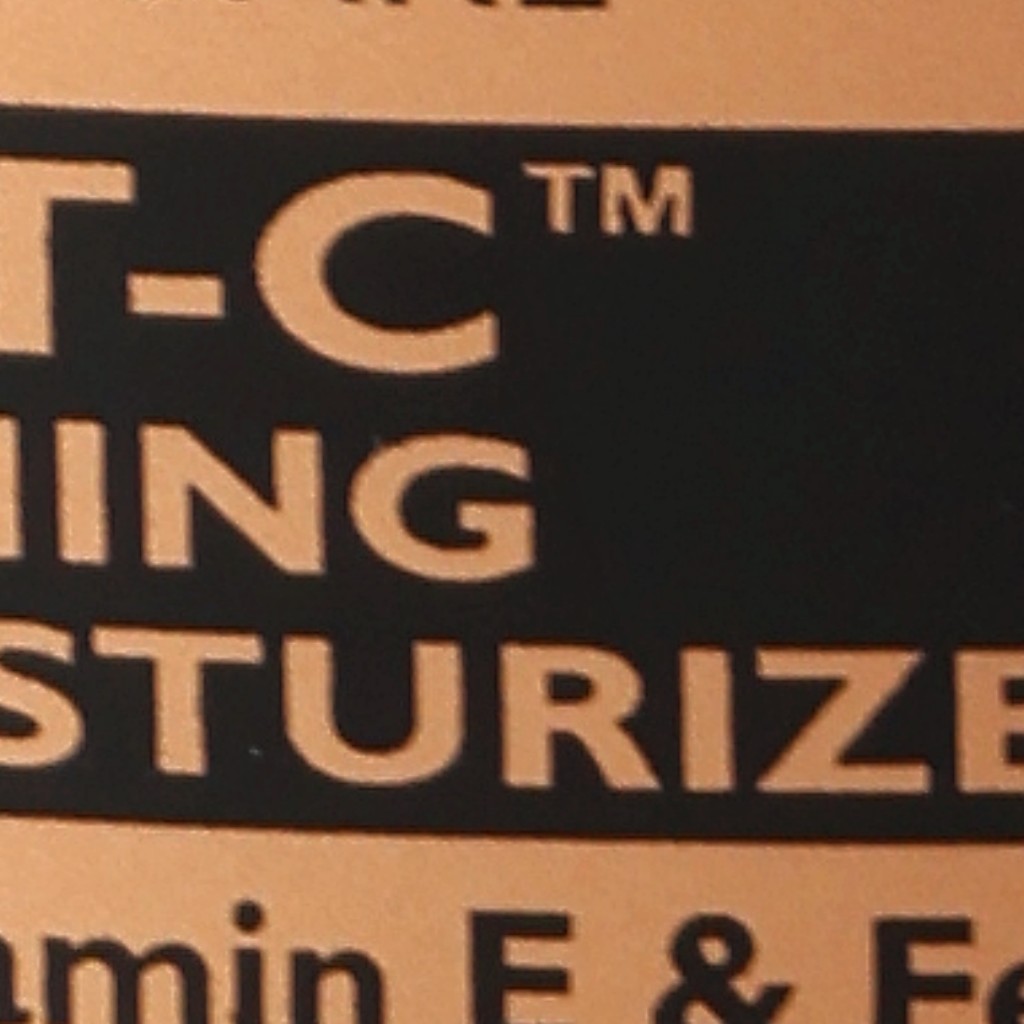 T-C™
ING
STURIZE
amin E & Fe